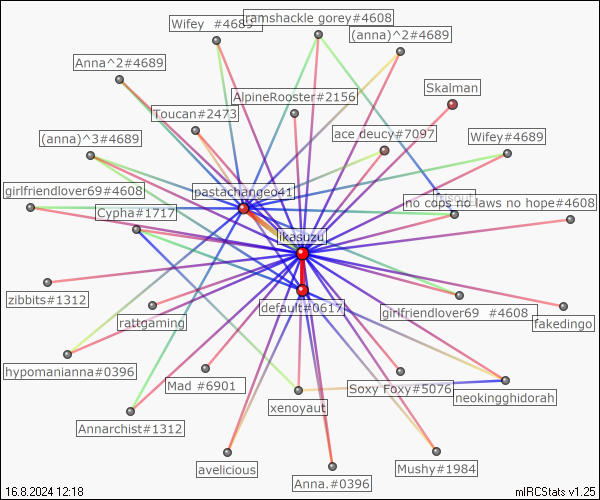 Wifey  #4689
ramshackle gorey#4608
(anna)^2#4689
Anna^2#4689
Skalman
AlpineRooster#2156
Toucan#2473
ace deucy#7097
(anna)^3#4689
Wifey#4689
girlfriendlover69#4608
pastachangeo41
no cops no laws no hope#4608
Cypha#1717
ikasuzu
zibbits#1312
default#0617
rattgaming
girlfriendlover69  #4608
fakedingo
hypomanianna#0396
Mad #6901
Soxy Foxy#5076
neokingghidorah
xenoyaut
Annarchist#1312
avelicious
Anna.#0396
Mushy#1984
16.8.2024 12:18
mIRCStats v1.25